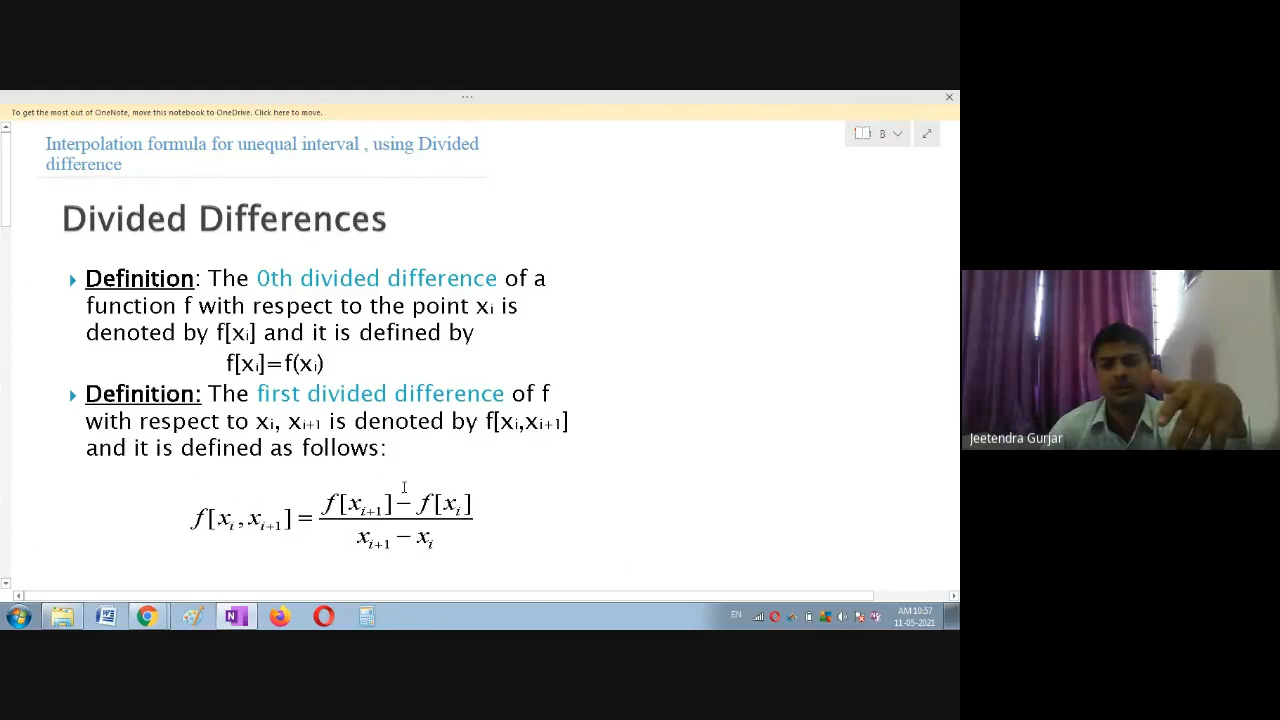 To get the most out of OneNote, move this notebook to OneDrive. Click here to move.
Interpolation formula for unequal interval , using Divided
difference
B
Divided Differences
Definition: The 0th divided difference of a
function f with respect to the point xᵢ is
denoted by f[xᵢ] and it is defined by
f[xᵢ]=f(xᵢ)
Definition: The first divided difference of f
with respect to xᵢ, xᵢ₊₁ is denoted by f[xᵢ,xᵢ₊₁]
and it is defined as follows:
f[xᵢ, xᵢ₊₁] = (f[xᵢ₊₁] − f[xᵢ]) / (xᵢ₊₁ − xᵢ)
Jeetendra Gurjar
EN
AM 10:57
11-05-2021